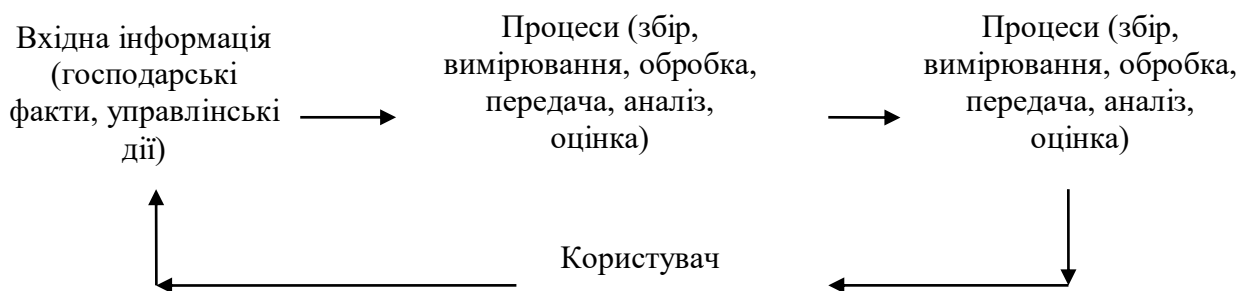 Вхідна інформація
(господарські
факти, управлінські
дії)
Процеси (збір,
вимірювання, обробка,
передача, аналіз,
оцінка)
Процеси (збір,
вимірювання, обробка,
передача, аналіз,
оцінка)
Користувач